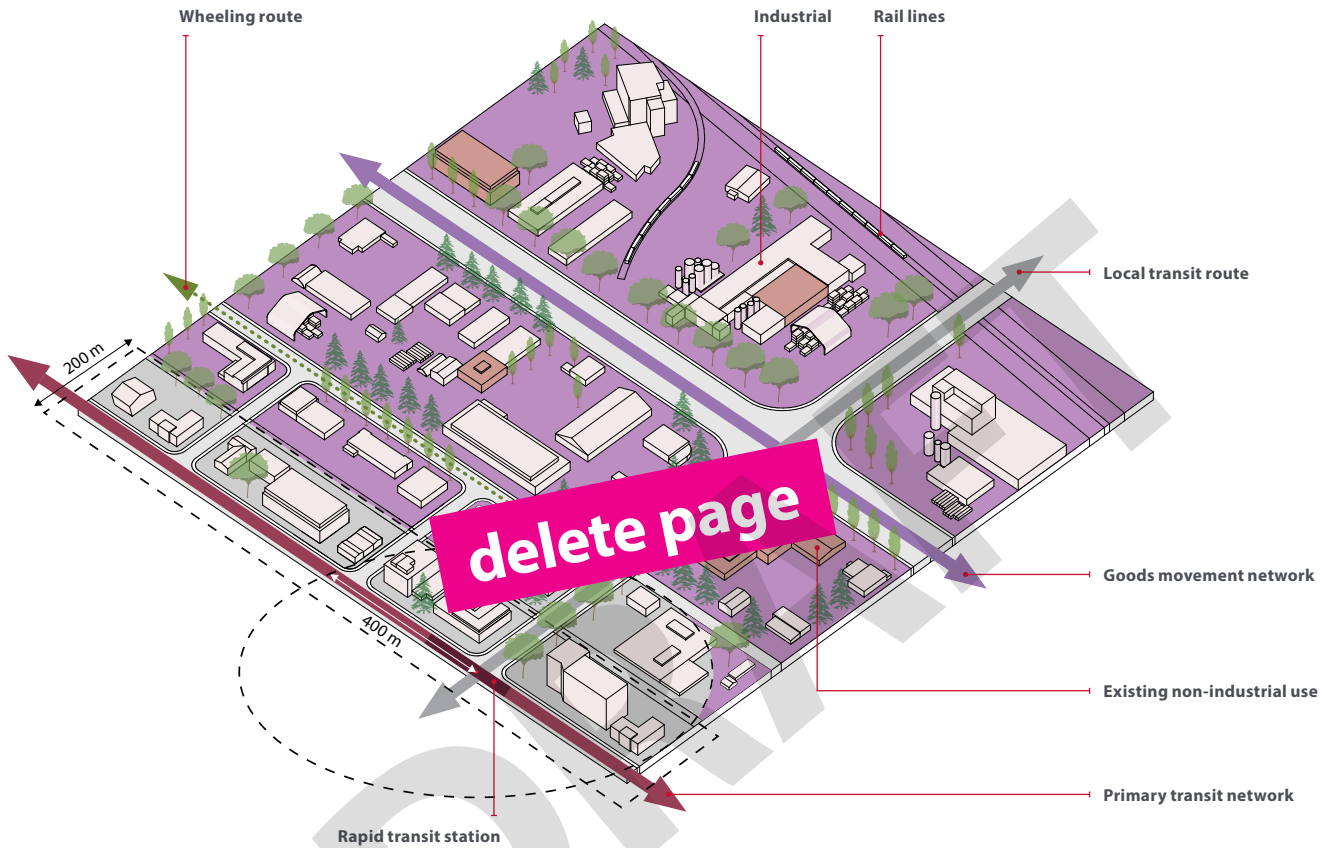 Wheeling route
Industrial
Rail lines
Local transit route
200 m
delete page
Goods movement network
400 m
Existing non-industrial use
Primary transit network
Rapid transit station
DRAFT